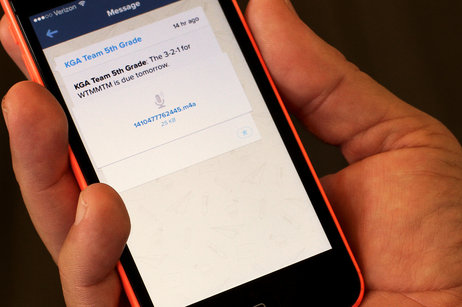 Verizon
Message
14 hr ago
KGA Team 5th Grade
KGA Team 5th Grade: The 3-2-1 for
WTMMTM is due tomorrow.
1410477762445.m4a
25 KB